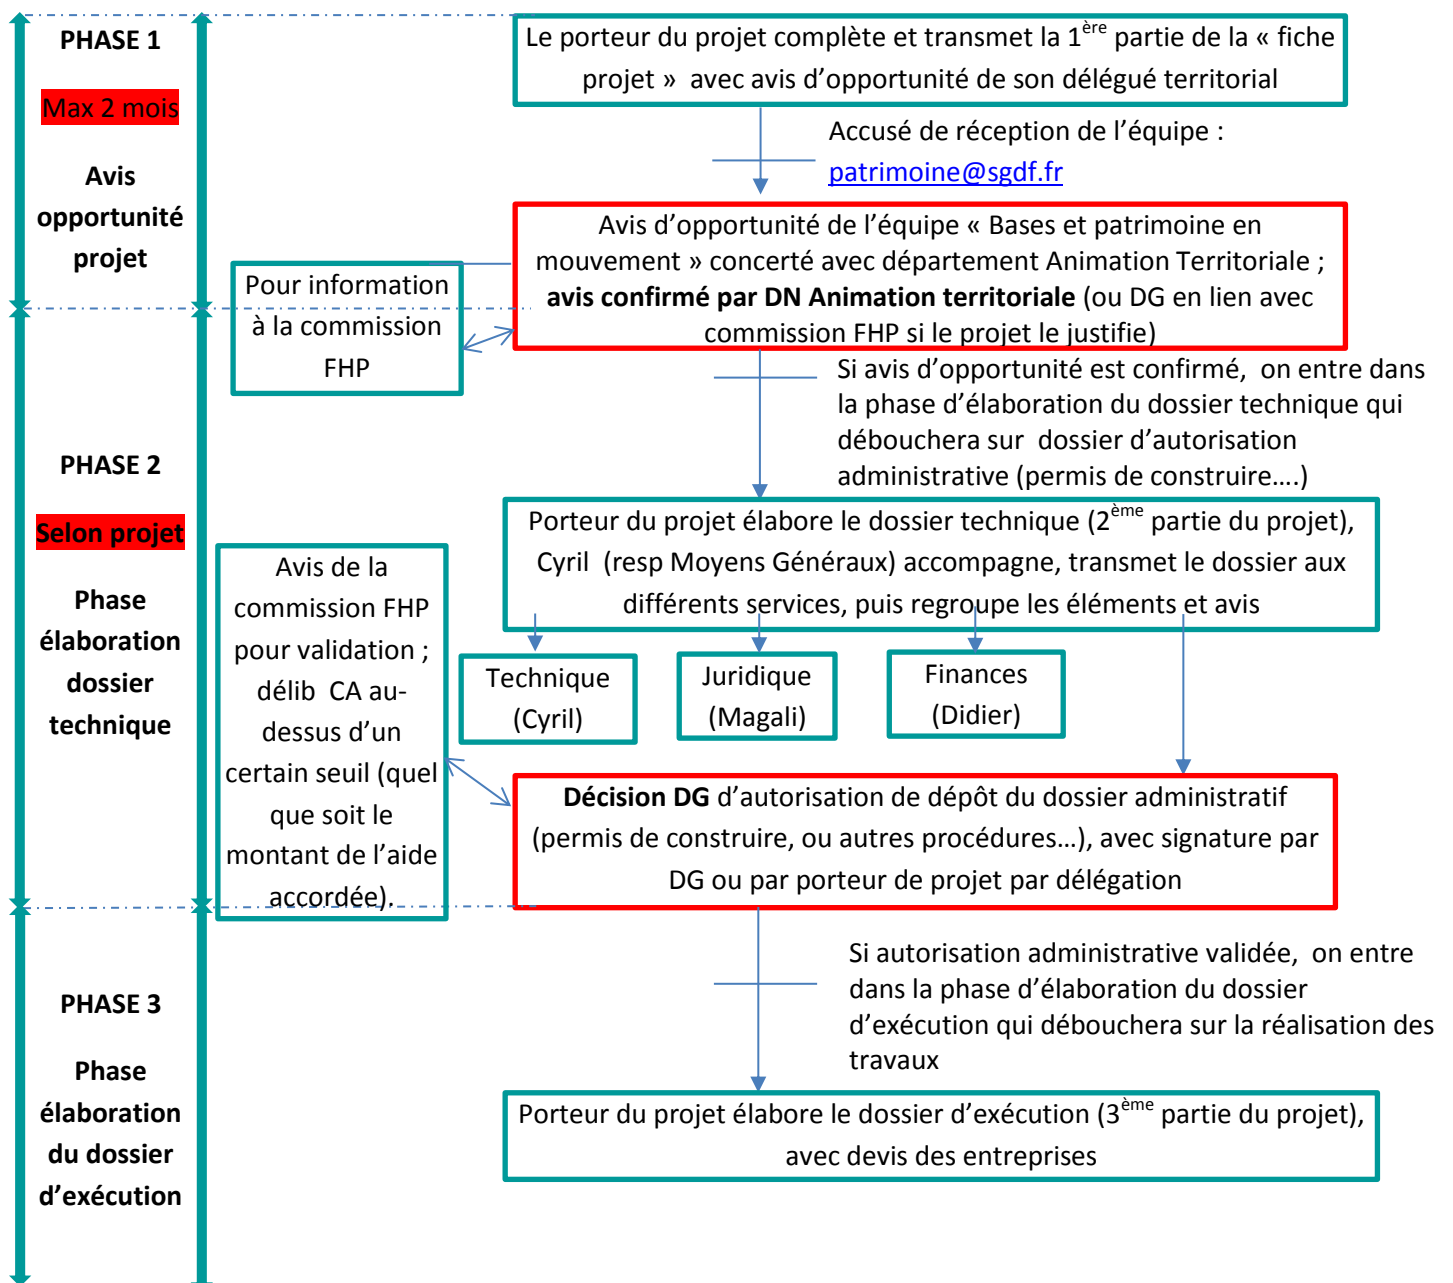 PHASE 1
Max 2 mois
Avis
opportunité
projet
Le porteur du projet complète et transmet la 1ère partie de la « fiche
projet »  avec avis d’opportunité de son délégué territorial
Accusé de réception de l’équipe :
patrimoine@sgdf.fr
Avis d’opportunité de l’équipe « Bases et patrimoine en
mouvement » concerté avec département Animation Territoriale ;
avis confirmé par DN Animation territoriale (ou DG en lien avec
commission FHP si le projet le justifie)
Pour information
à la commission
FHP
Si avis d’opportunité est confirmé,  on entre dans
la phase d’élaboration du dossier technique qui
débouchera sur  dossier d’autorisation
administrative (permis de construire….)
PHASE 2
Selon projet
Phase
élaboration
dossier
technique
Porteur du projet élabore le dossier technique (2ème partie du projet),
Cyril  (resp Moyens Généraux) accompagne, transmet le dossier aux
différents services, puis regroupe les éléments et avis
Technique
(Cyril)
Juridique
(Magali)
Finances
(Didier)
Avis de la
commission FHP
pour validation ;
délib  CA au-
dessus d’un
certain seuil (quel
que soit le
montant de l’aide
accordée).
Décision DG d’autorisation de dépôt du dossier administratif
(permis de construire, ou autres procédures…), avec signature par
DG ou par porteur de projet par délégation
Si autorisation administrative validée,  on entre
dans la phase d’élaboration du dossier
d’exécution qui débouchera sur la réalisation des
travaux
PHASE 3
Phase
élaboration
du dossier
d’exécution
Porteur du projet élabore le dossier d’exécution (3ème partie du projet),
avec devis des entreprises